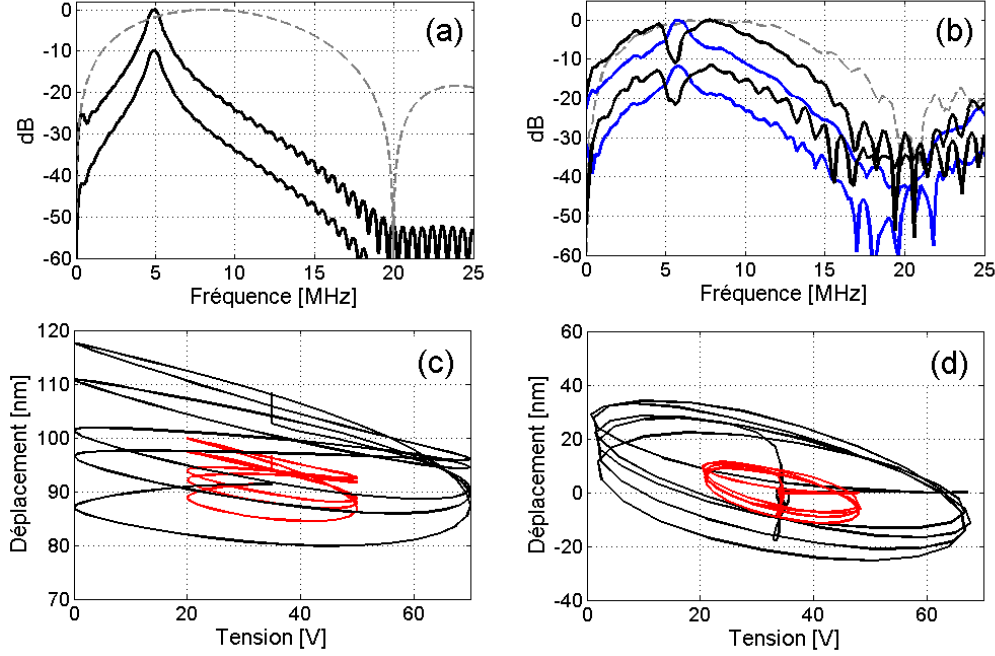 (a)
0
-10
-20
-30
-40
-50
-60
dB
0 5 10 15 20 25
Fréquence [MHz]
(b)
0
-10
-20
-30
-40
-50
-60
dB
0 5 10 15 20 25
Fréquence [MHz]
(c)
120
110
100
90
80
70
Déplacement [nm]
0 20 40 60
Tension [V]
(d)
60
40
20
0
-20
-40
Déplacement [nm]
0 20 40 60
Tension [V]